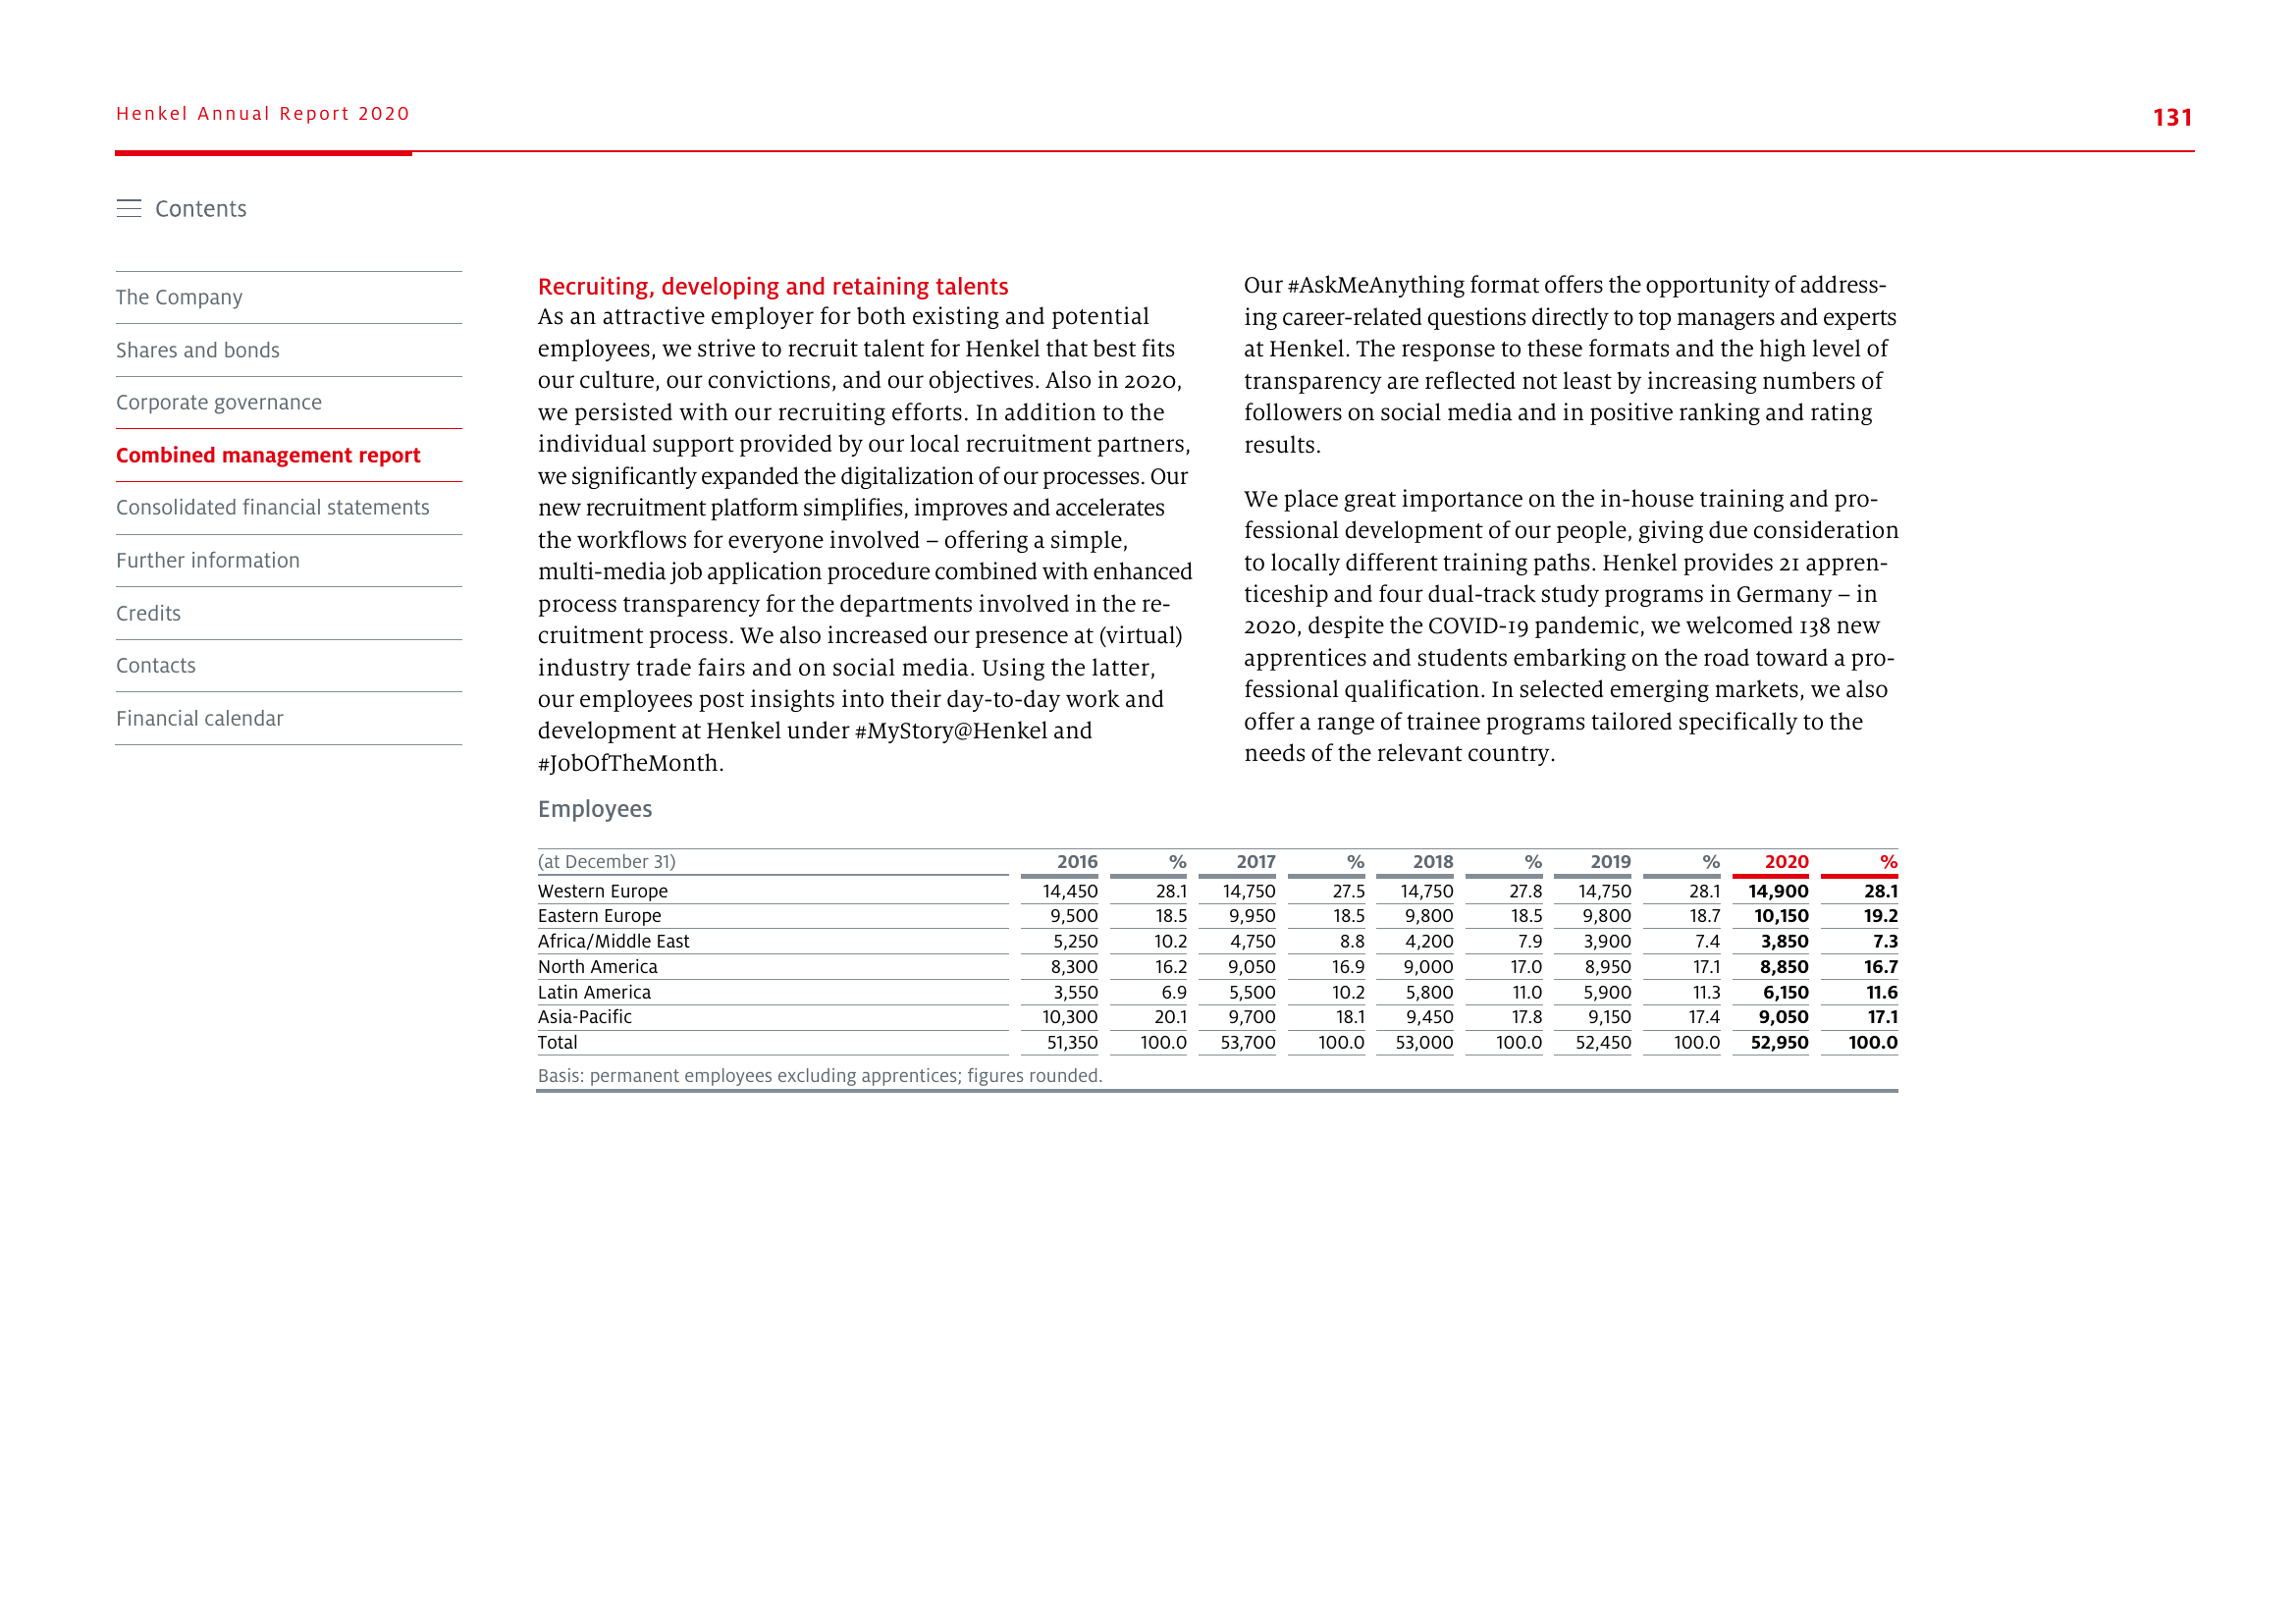 Henkel Annual Report 2020
131
Contents
The Company
Shares and bonds
Corporate governance
Combined management report
Consolidated financial statements
Further information
Credits
Contacts
Financial calendar
Recruiting, developing and retaining talents
As an attractive employer for both existing and potential
employees, we strive to recruit talent for Henkel that best fits
our culture, our convictions, and our objectives. Also in 2020,
we persisted with our recruiting efforts. In addition to the
individual support provided by our local recruitment partners,
we significantly expanded the digitalization of our processes. Our
new recruitment platform simplifies, improves and accelerates
the workflows for everyone involved – offering a simple,
multi-media job application procedure combined with enhanced
process transparency for the departments involved in the re-
cruitment process. We also increased our presence at (virtual)
industry trade fairs and on social media. Using the latter,
our employees post insights into their day-to-day work and
development at Henkel under #MyStory@Henkel and
#JobOfTheMonth.
Our #AskMeAnything format offers the opportunity of address-
ing career-related questions directly to top managers and experts
at Henkel. The response to these formats and the high level of
transparency are reflected not least by increasing numbers of
followers on social media and in positive ranking and rating
results.
We place great importance on the in-house training and pro-
fessional development of our people, giving due consideration
to locally different training paths. Henkel provides 21 appren-
ticeship and four dual-track study programs in Germany – in
2020, despite the COVID-19 pandemic, we welcomed 138 new
apprentices and students embarking on the road toward a pro-
fessional qualification. In selected emerging markets, we also
offer a range of trainee programs tailored specifically to the
needs of the relevant country.
Employees
(at December 31) 2016 % 2017 % 2018 % 2019 % 2020 %
Western Europe 14,450 28.1 14,750 27.5 14,750 27.8 14,750 28.1 14,900 28.1
Eastern Europe 9,500 18.5 9,950 18.5 9,800 18.5 9,800 18.7 10,150 19.2
Africa/Middle East 5,250 10.2 4,750 8.8 4,200 7.9 3,900 7.4 3,850 7.3
North America 8,300 16.2 9,050 16.9 9,000 17.0 8,950 17.1 8,850 16.7
Latin America 3,550 6.9 5,500 10.2 5,800 11.0 5,900 11.3 6,150 11.6
Asia-Pacific 10,300 20.1 9,700 18.1 9,450 17.8 9,150 17.4 9,050 17.1
Total 51,350 100.0 53,700 100.0 53,000 100.0 52,450 100.0 52,950 100.0
Basis: permanent employees excluding apprentices; figures rounded.